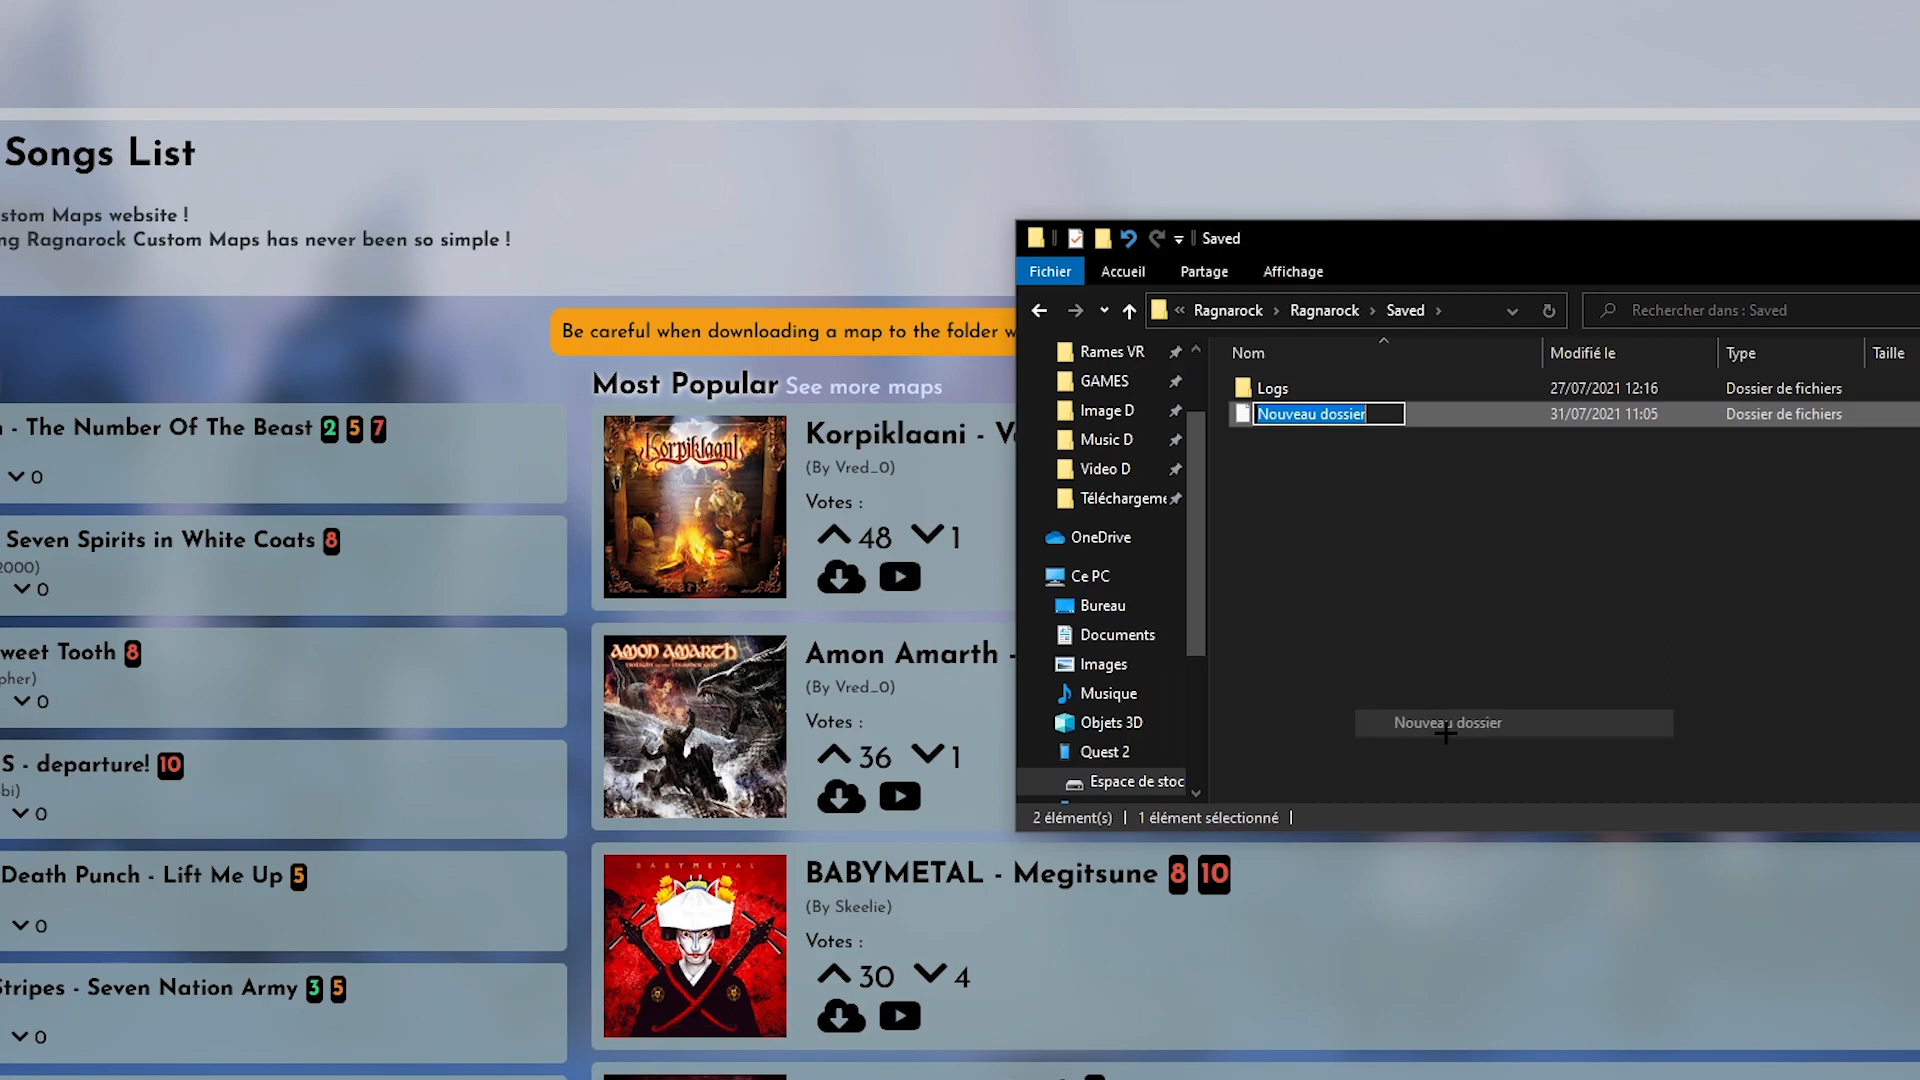 Songs List
stom Maps website !
ng Ragnarock Custom Maps has never been so simple !
- The Number Of The Beast 2 5 7
0
Seven Spirits in White Coats 8
2000)
0
weet Tooth 8
pher)
0
S - departure! 10
bi)
0
Death Punch - Lift Me Up 5
0
Stripes - Seven Nation Army 3 5
0
Be careful when downloading a map to the folder w
Most Popular See more maps
Korpiklaani
Korpiklaani - V
(By Vred_0)
Votes :
48 1
AMON AMARTH
Amon Amarth -
(By Vred_0)
Votes :
36 1
BABYMETAL
BABYMETAL - Megitsune 8 10
(By Skeelie)
Votes :
30 4
Saved
Fichier Accueil Partage Affichage
« Ragnarock > Ragnarock > Saved > Rechercher dans : Saved
Rames VR
GAMES
Image D
Music D
Video D
Téléchargeme
OneDrive
Ce PC
Bureau
Documents
Images
Musique
Objets 3D
Quest 2
Espace de stoc
Nom Modifié le Type Taille
Logs 27/07/2021 12:16 Dossier de fichiers
Nouveau dossier 31/07/2021 11:05 Dossier de fichiers
Nouveau dossier
2 élément(s) 1 élément sélectionné